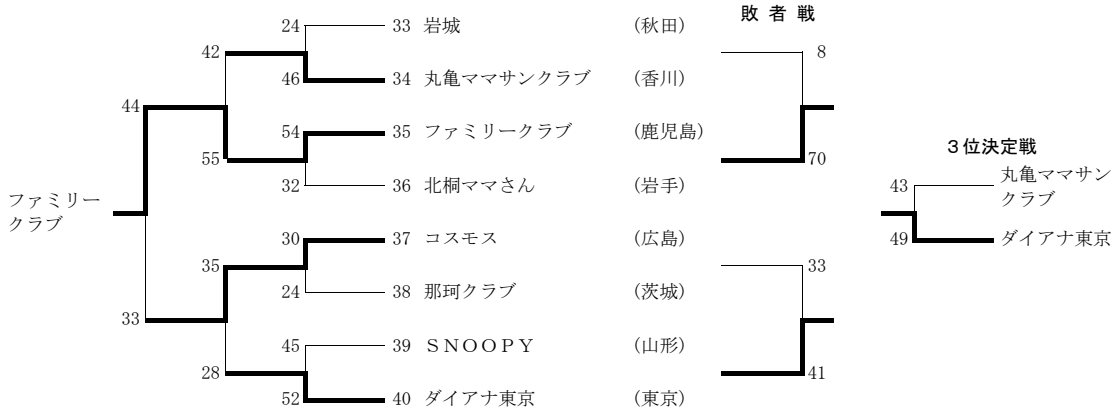 敗 者 戦
24 33 岩城 (秋田)
42 8
46 34 丸亀ママサンクラブ (香川)
44
54 35 ファミリークラブ (鹿児島)
55 70
3位決定戦
32 36 北桐ママさん (岩手) 43 丸亀ママサン
クラブ
ファミリー
クラブ
30 37 コスモス (広島) 49 ダイアナ東京
35 33
24 38 那珂クラブ (茨城)
33
45 39 SNOOPY (山形)
28 41
52 40 ダイアナ東京 (東京)